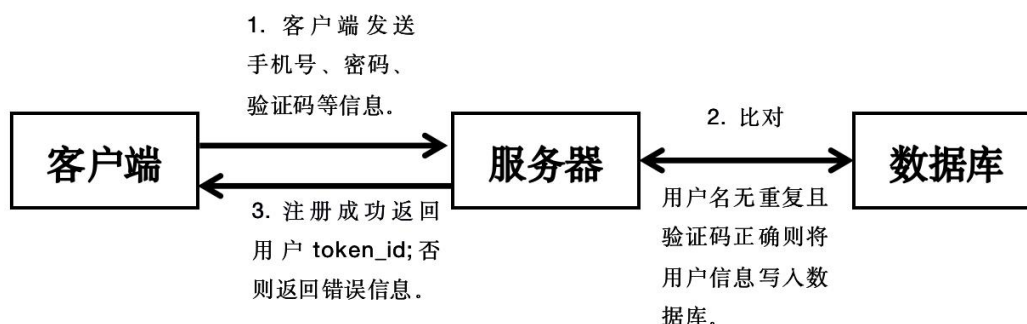 1. 客户端发送
手机号、密码、
验证码等信息。
客户端
服务器
2. 比对
数据库
3. 注册成功返回
用户 token_id;否
则返回错误信息。
用户名无重复且
验证码正确则将
用户信息写入数
据库。